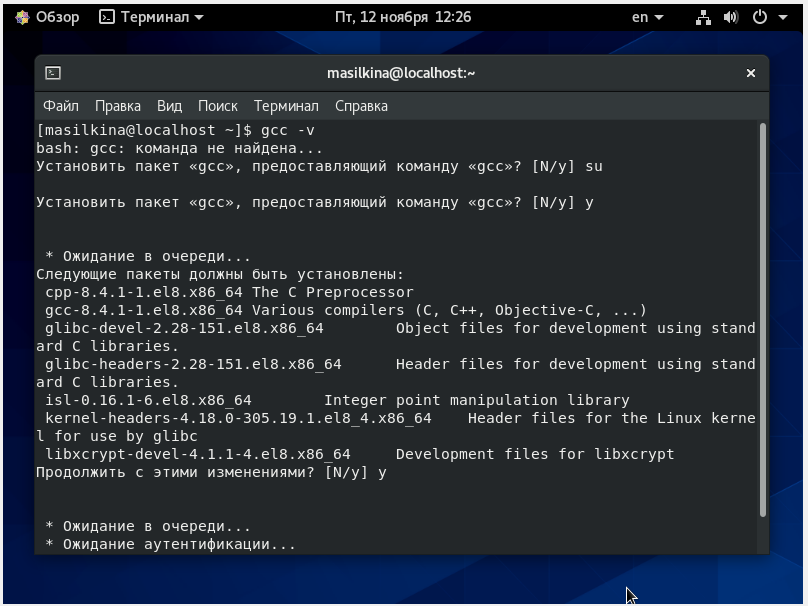 Обзор Терминал Пт, 12 ноября 12:26 en
masilkina@localhost:~
Файл Правка Вид Поиск Терминал Справка
[masilkina@localhost ~]$ gcc -v
bash: gcc: команда не найдена...
Установить пакет «gcc», предоставляющий команду «gcc»? [N/y] su
Установить пакет «gcc», предоставляющий команду «gcc»? [N/y] y
* Ожидание в очереди...
Следующие пакеты должны быть установлены:
cpp-8.4.1-1.el8.x86_64 The C Preprocessor
gcc-8.4.1-1.el8.x86_64 Various compilers (C, C++, Objective-C, ...)
glibc-devel-2.28-151.el8.x86_64 Object files for development using stand
ard C libraries.
glibc-headers-2.28-151.el8.x86_64 Header files for development using stand
ard C libraries.
isl-0.16.1-6.el8.x86_64 Integer point manipulation library
kernel-headers-4.18.0-305.19.1.el8_4.x86_64 Header files for the Linux kerne
l for use by glibc
libxcrypt-devel-4.1.1-4.el8.x86_64 Development files for libxcrypt
Продолжить с этими изменениями? [N/y] y
* Ожидание в очереди...
* Ожидание аутентификации...